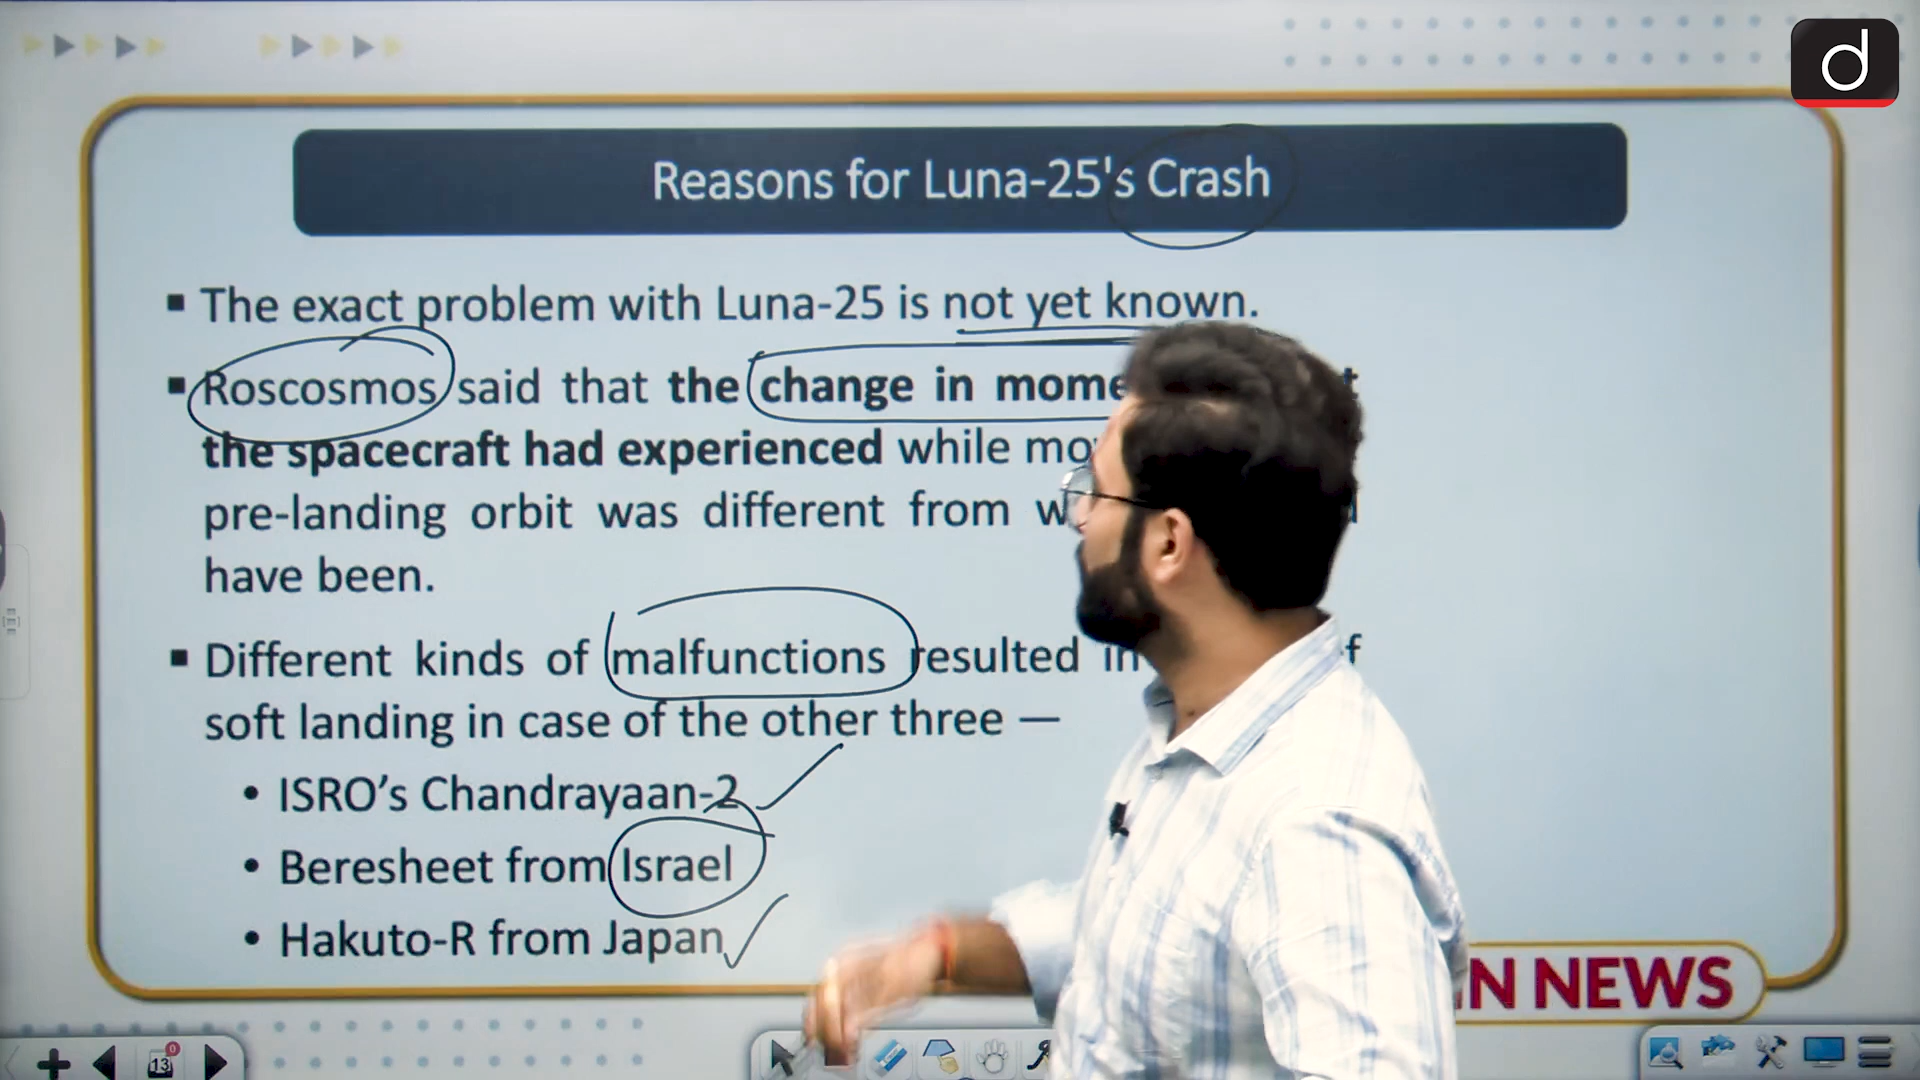 d
Reasons for Luna-25's Crash
▪ The exact problem with Luna-25 is not yet known.
▪ Roscosmos said that the change in
the spacecraft had experienced while
pre-landing orbit was different from
have been.
▪ Different kinds of malfunctions resulted in
soft landing in case of the other three —
• ISRO’s Chandrayaan-2
• Beresheet from Israel
• Hakuto-R from Japan
NEWS
13
0